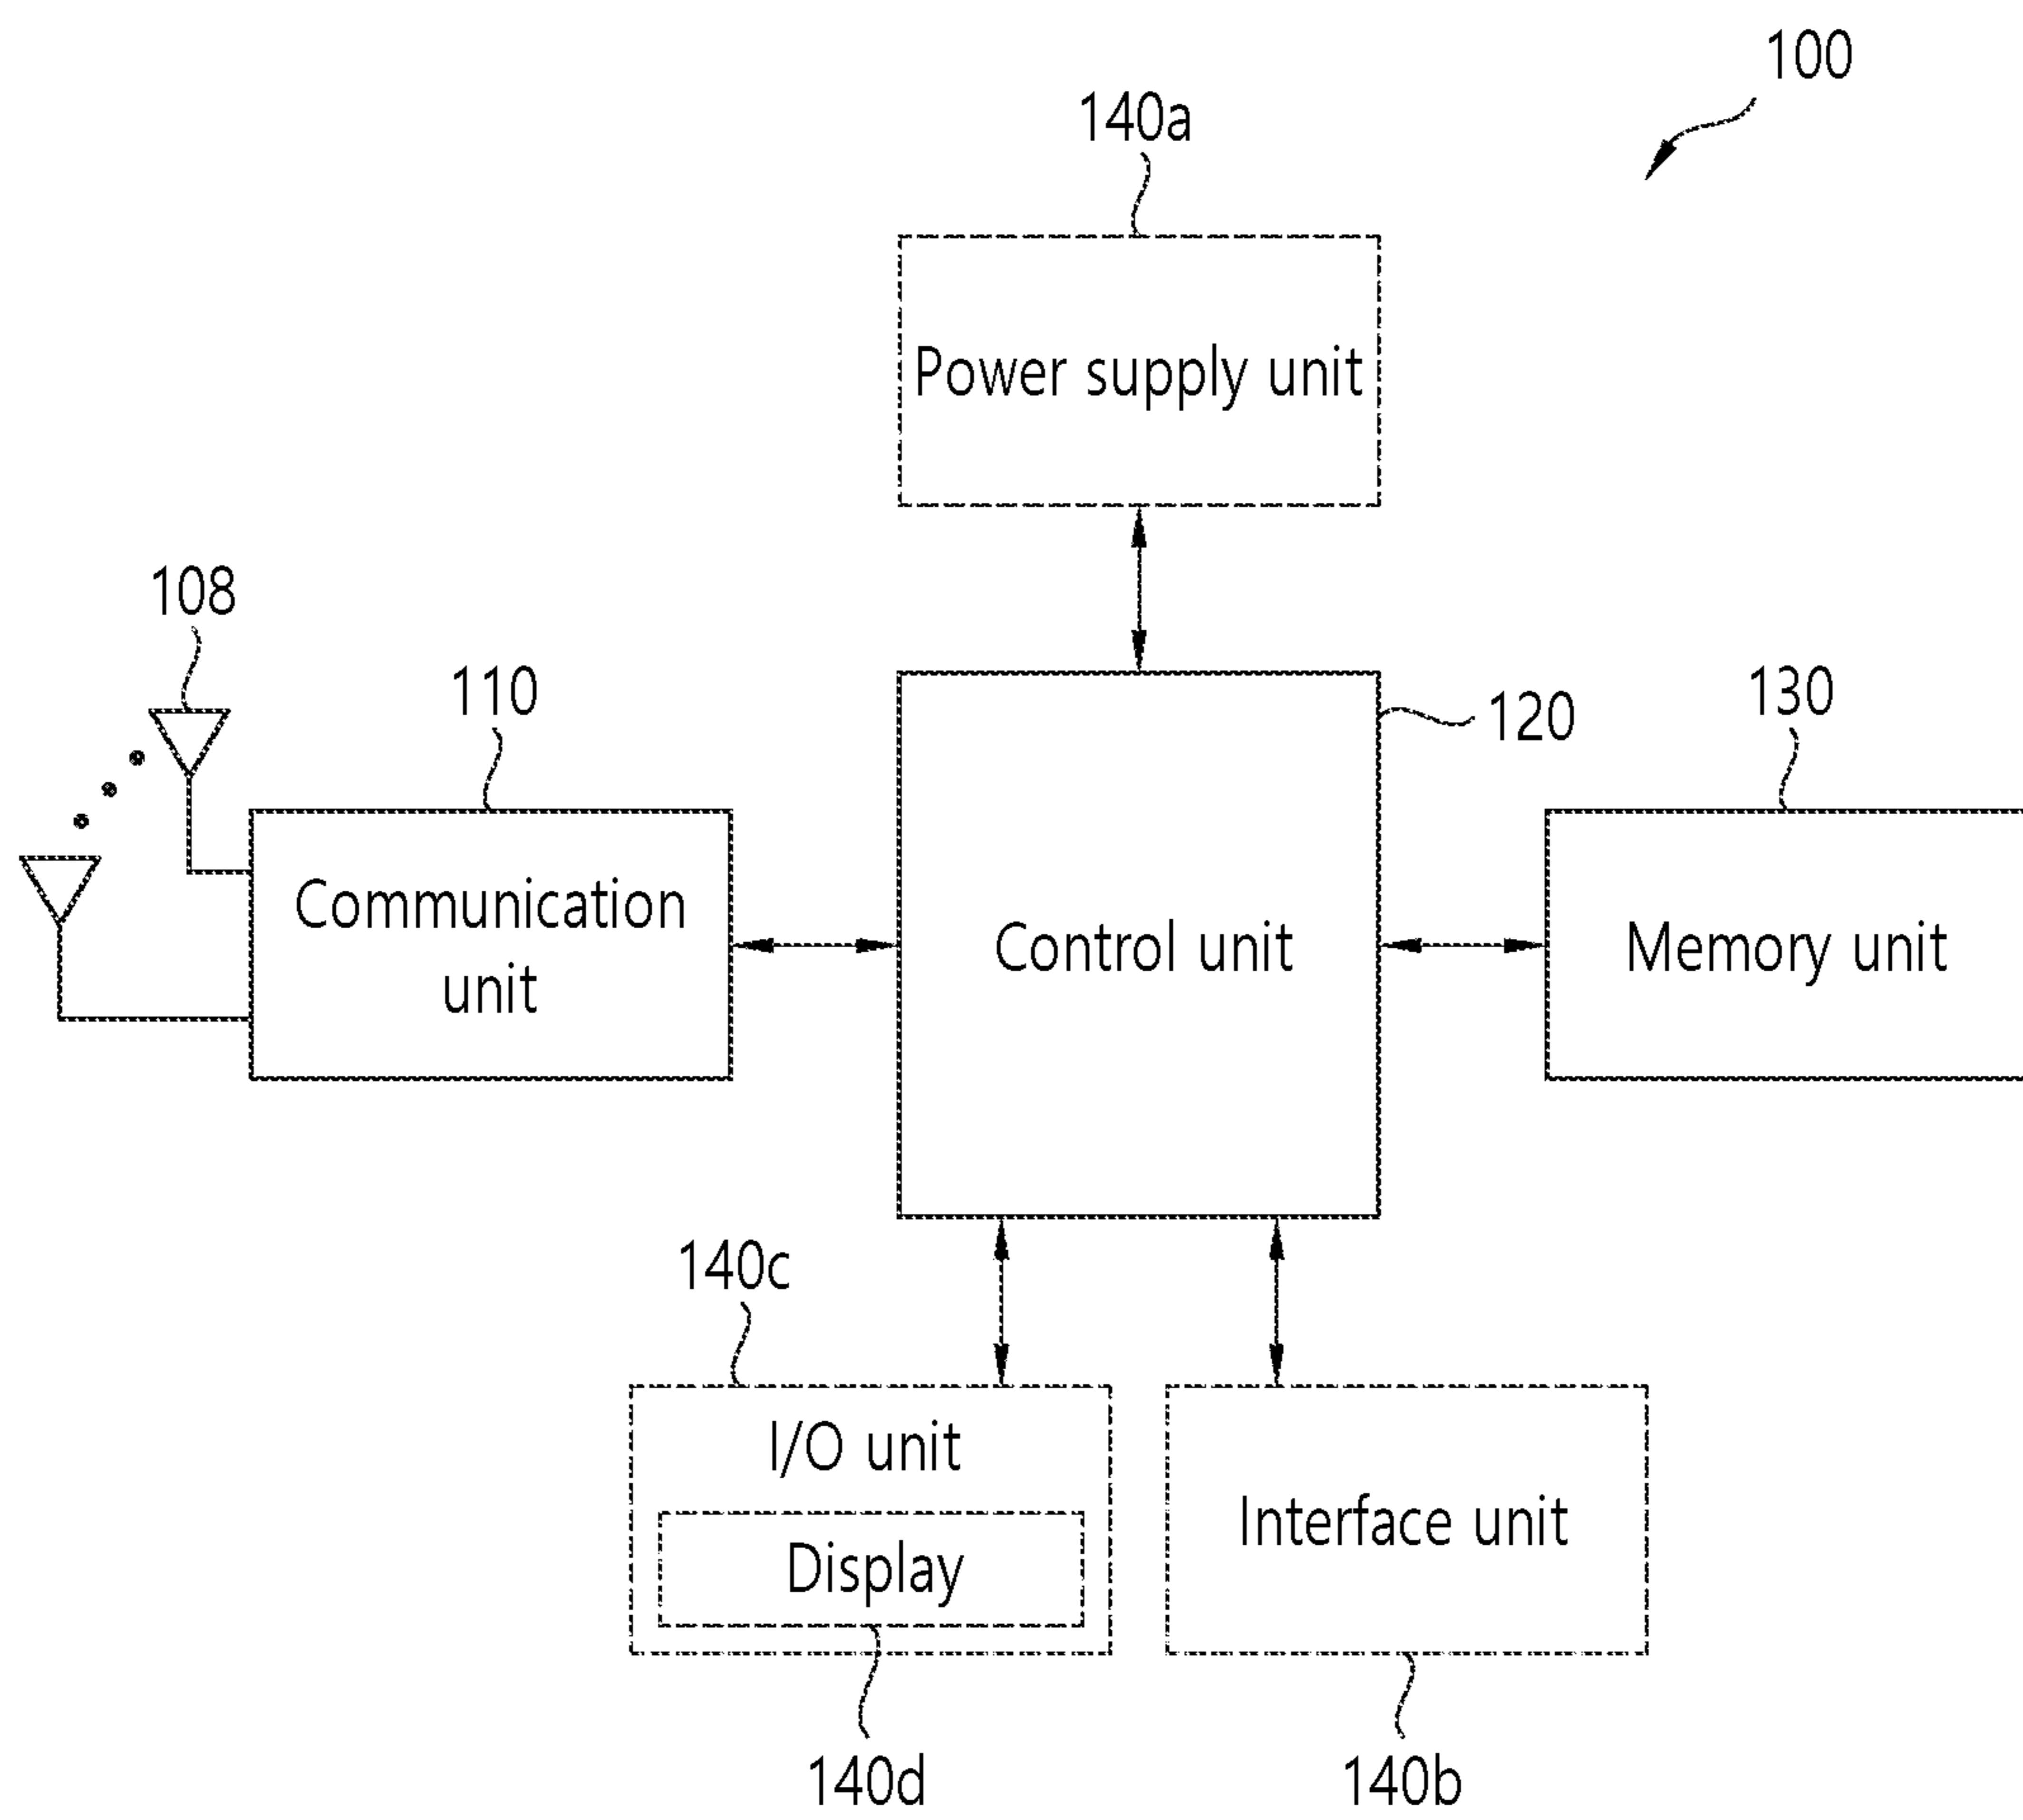 100
140a
Power supply unit
108
110
120
130
Communication
unit
Control unit
Memory unit
140c
I/O unit
Display
Interface unit
140d
140b